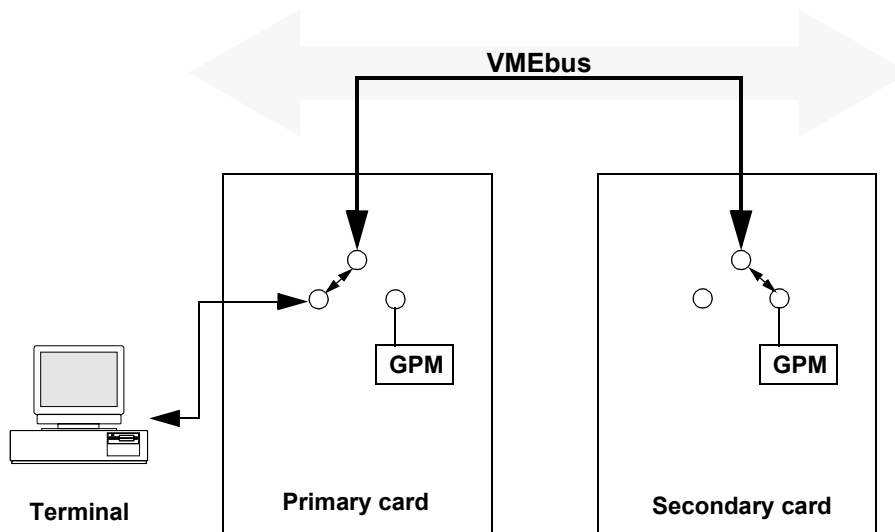 VMEbus
GPM
GPM
Terminal
Primary card
Secondary card